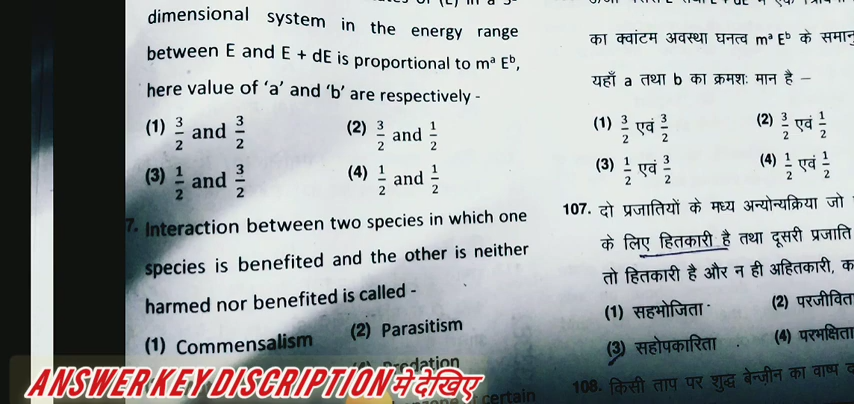 dimensional system in the energy range
between E and E + dE is proportional to mᵃ Eᵇ,
here value of ‘a’ and ‘b’ are respectively -
(1) 3/2 and 3/2 (2) 3/2 and 1/2
(3) 1/2 and 3/2 (4) 1/2 and 1/2
7. Interaction between two species in which one
species is benefited and the other is neither
harmed nor benefited is called -
(1) Commensalism (2) Parasitism
certain
का क्वांटम अवस्था घनत्व mᵃ Eᵇ के
यहाँ a तथा b का क्रमशः मान है –
(1) 3/2 एवं 3/2 (2) 3/2 एवं 1/2
(3) 1/2 एवं 3/2 (4) 1/2 एवं 1/2
107. दो प्रजातियों के मध्य अन्योन्यक्रिया जो
के लिए हितकारी है तथा दूसरी प्रजाति
तो हितकारी है और न ही अहितकारी,
(1) सहभोजिता (2) परजीविता
(3) सहोपकारिता (4) परभक्षिता
108. किसी ताप पर शुद्ध बेन्ज़ीन का वाष्प
ANSWER KEY DISCRIPTION मे देखिए